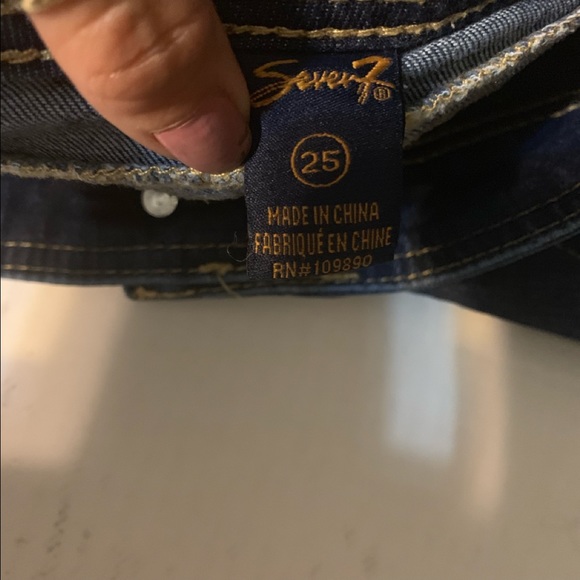 Seven7®
25
MADE IN CHINA
FABRIQUÉ EN CHINE
RN#109890